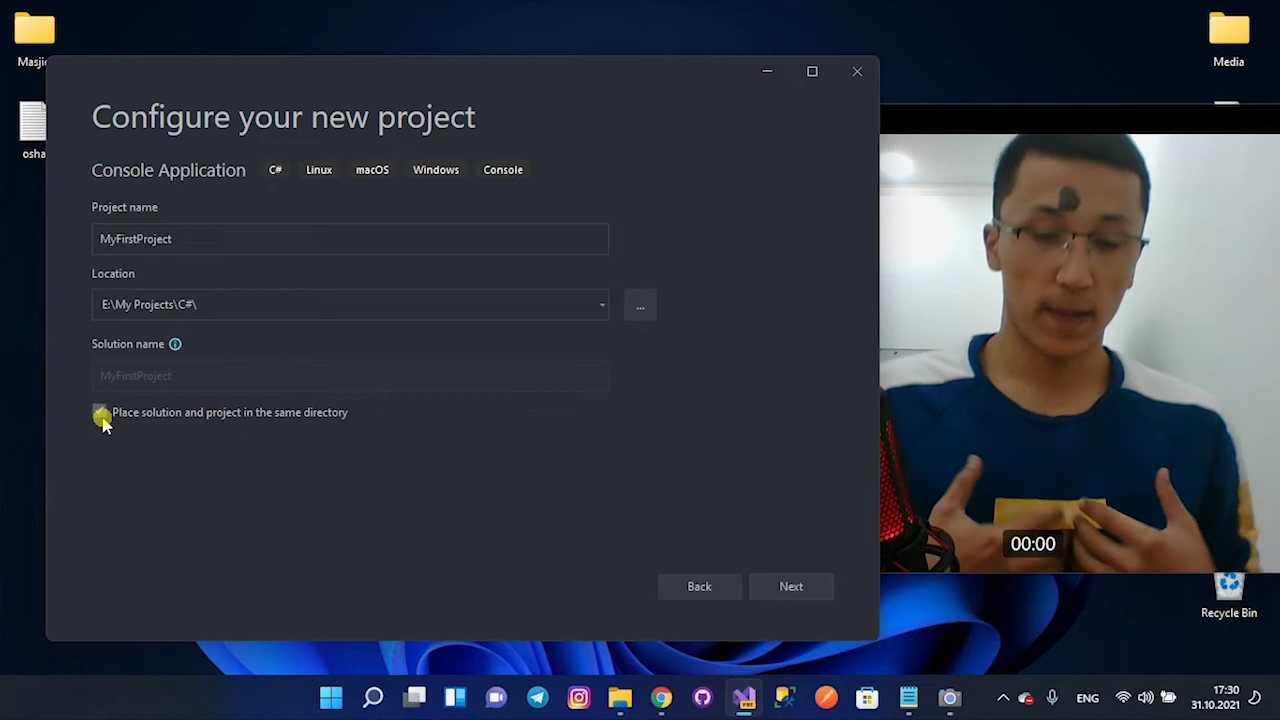 Masji
Media
osha
Configure your new project
Console Application C# Linux macOS Windows Console
Project name
MyFirstProject
Location
E:\My Projects\C#\
...
Solution name
MyFirstProject
Place solution and project in the same directory
00:00
Back Next
Recycle Bin
PRE
ENG
17:30
31.10.2021